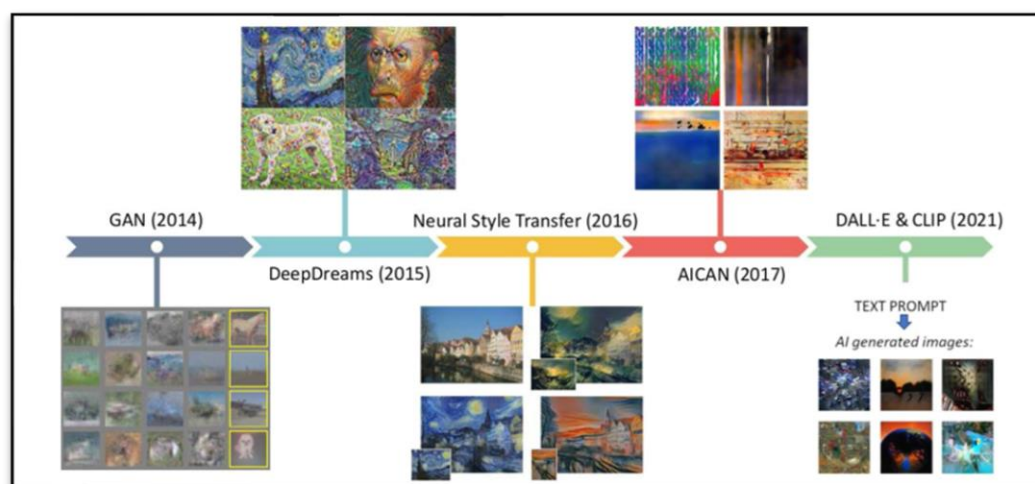 GAN (2014)
DeepDreams (2015)
Neural Style Transfer (2016)
AICAN (2017)
DALL·E & CLIP (2021)
TEXT PROMPT
AI generated images: